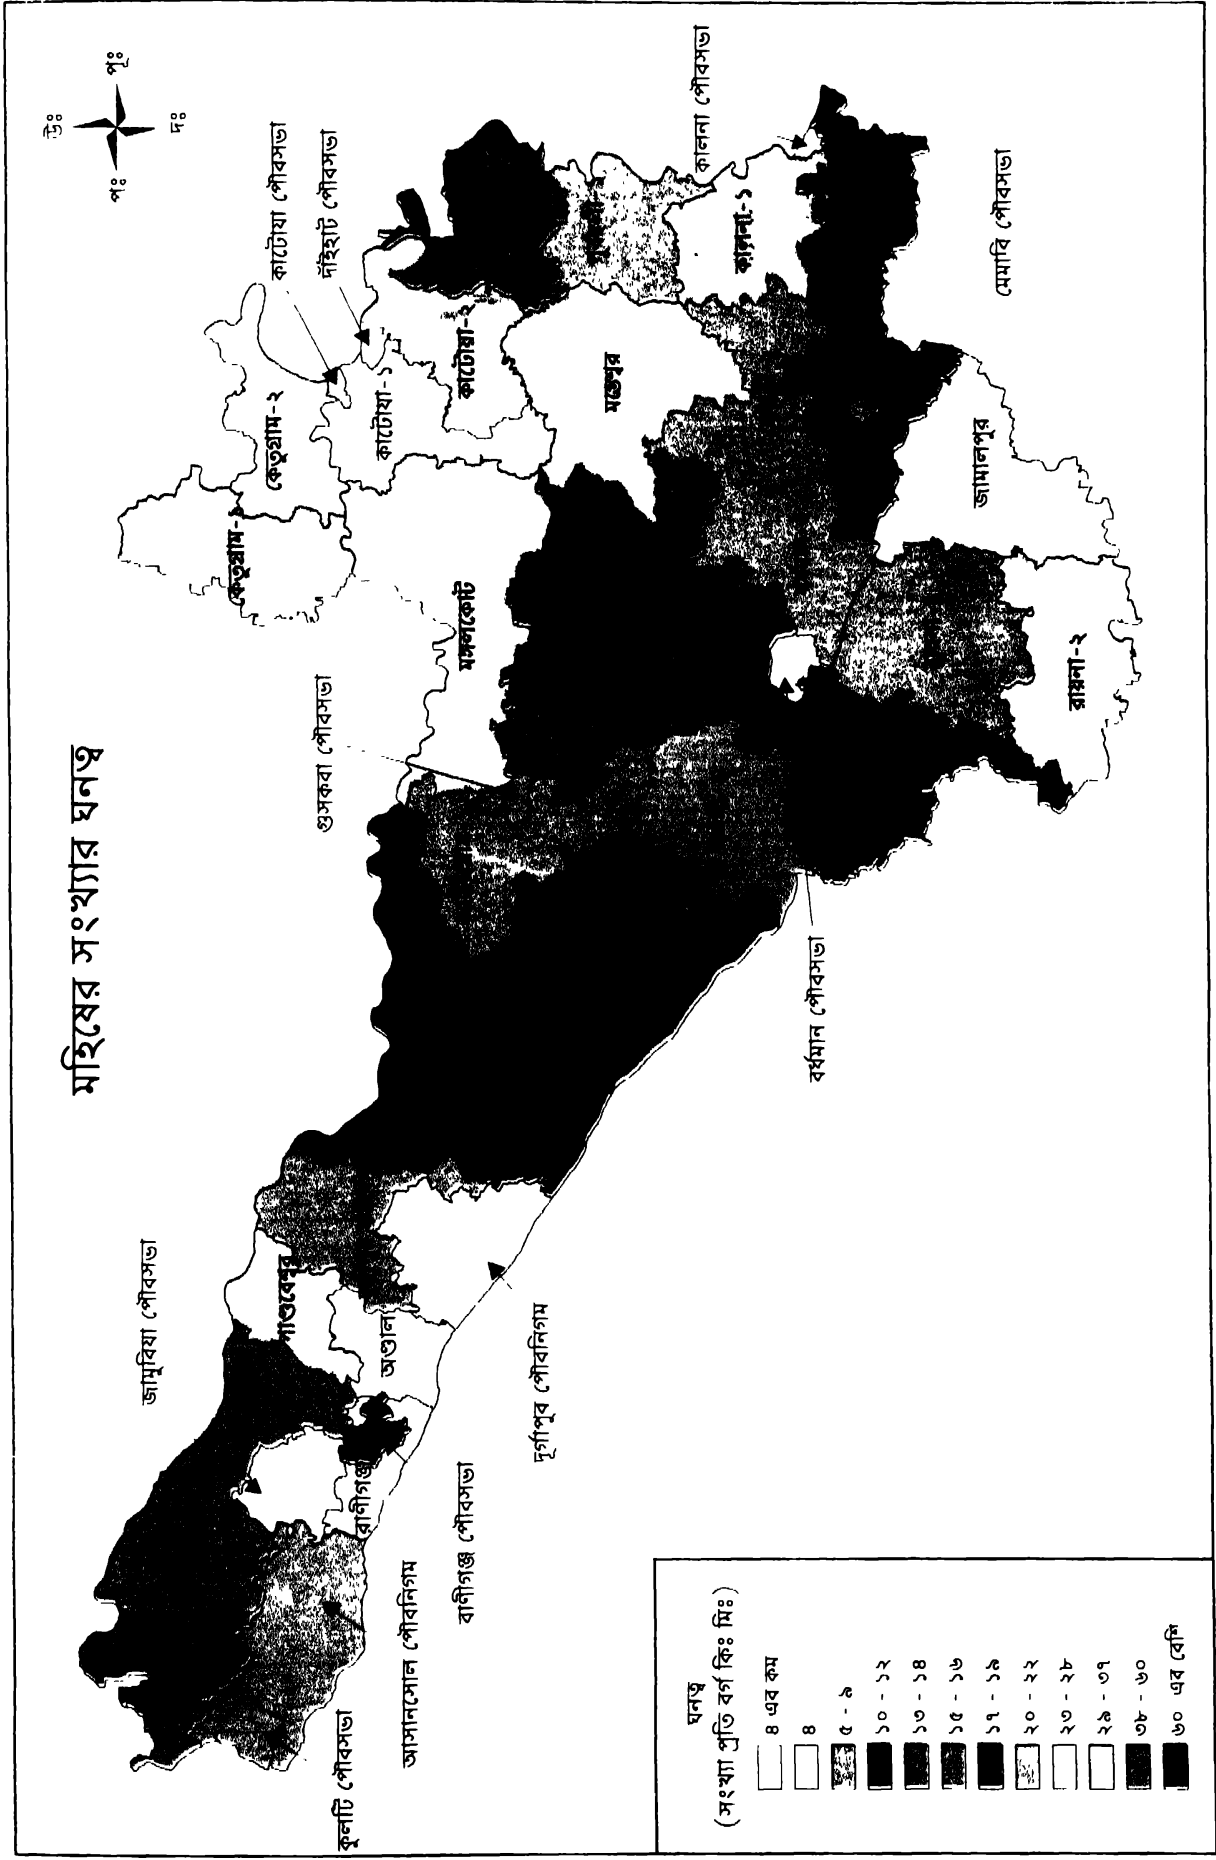 মহিষের সংখ্যার ঘনত্ব
উঃ
পঃ
পূঃ
দঃ
জামুরিয়া পৌরসভা
গুসকরা পৌরসভা
কাটোয়া পৌরসভা
দাঁইহাট পৌরসভা
কালনা পৌরসভা
মেমারি পৌরসভা
বর্ধমান পৌরসভা
দুর্গাপুর পৌরনিগম
রাণীগঞ্জ পৌরসভা
আসানসোল পৌরনিগম
কুলটি পৌরসভা
কেতুগ্রাম-১
কেতুগ্রাম-২
কাটোয়া-১
কাটোয়া-২
মঙ্গলকোট
মন্তেশ্বর
কালনা-১
জামালপুর
রায়না-২
পাণ্ডবেশ্বর
অণ্ডাল
রাণীগঞ্জ
ঘনত্ব
(সংখ্যা প্রতি বর্গ কিঃ মিঃ)
৪ এর কম
৪
৫ - ৯
১০ - ১২
১৩ - ১৪
১৫ - ১৬
১৭ - ১৯
২০ - ২২
২৩ - ২৮
২৯ - ৩৭
৩৮ - ৬০
৬০ এর বেশি